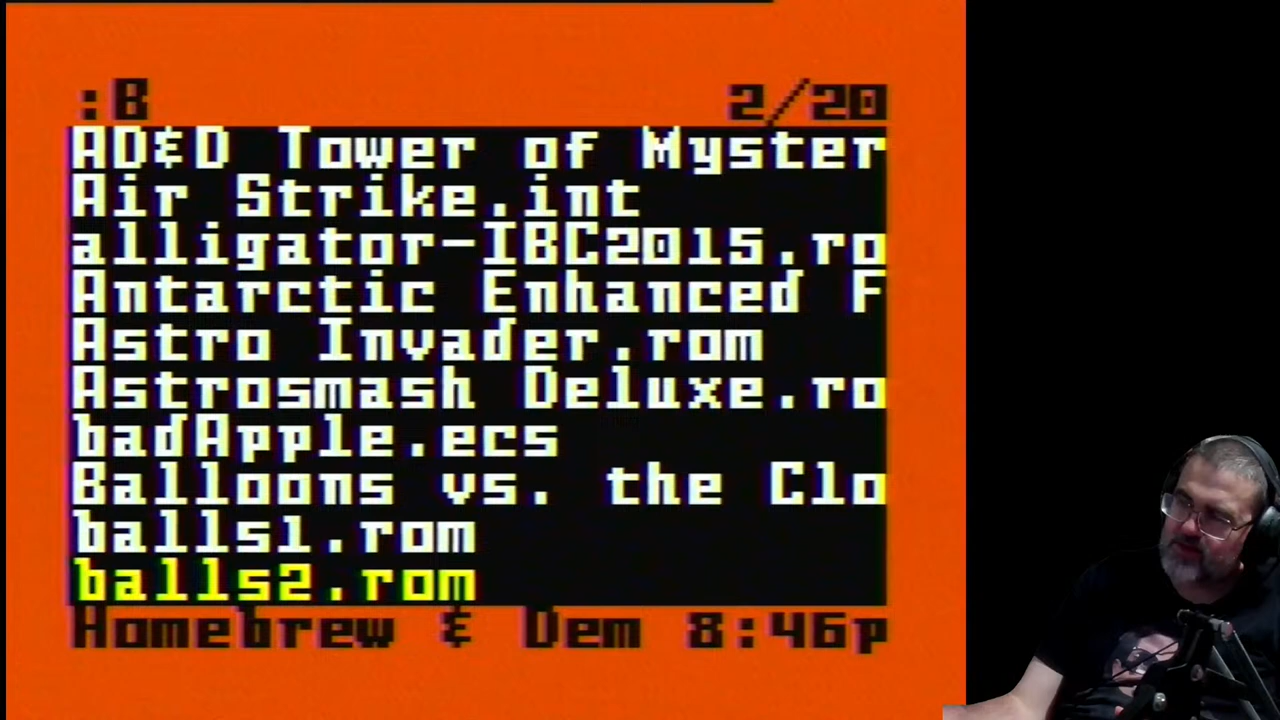 :B 2/20
AD&D Tower of Myster
Air Strike.int
alligator-IBC2015.ro
Antarctic Enhanced F
Astro Invader.rom
Astrosmash Deluxe.ro
badApple.ecs
Balloons vs. the Clo
balls1.rom
balls2.rom
Homebrew & Dem 8:46p